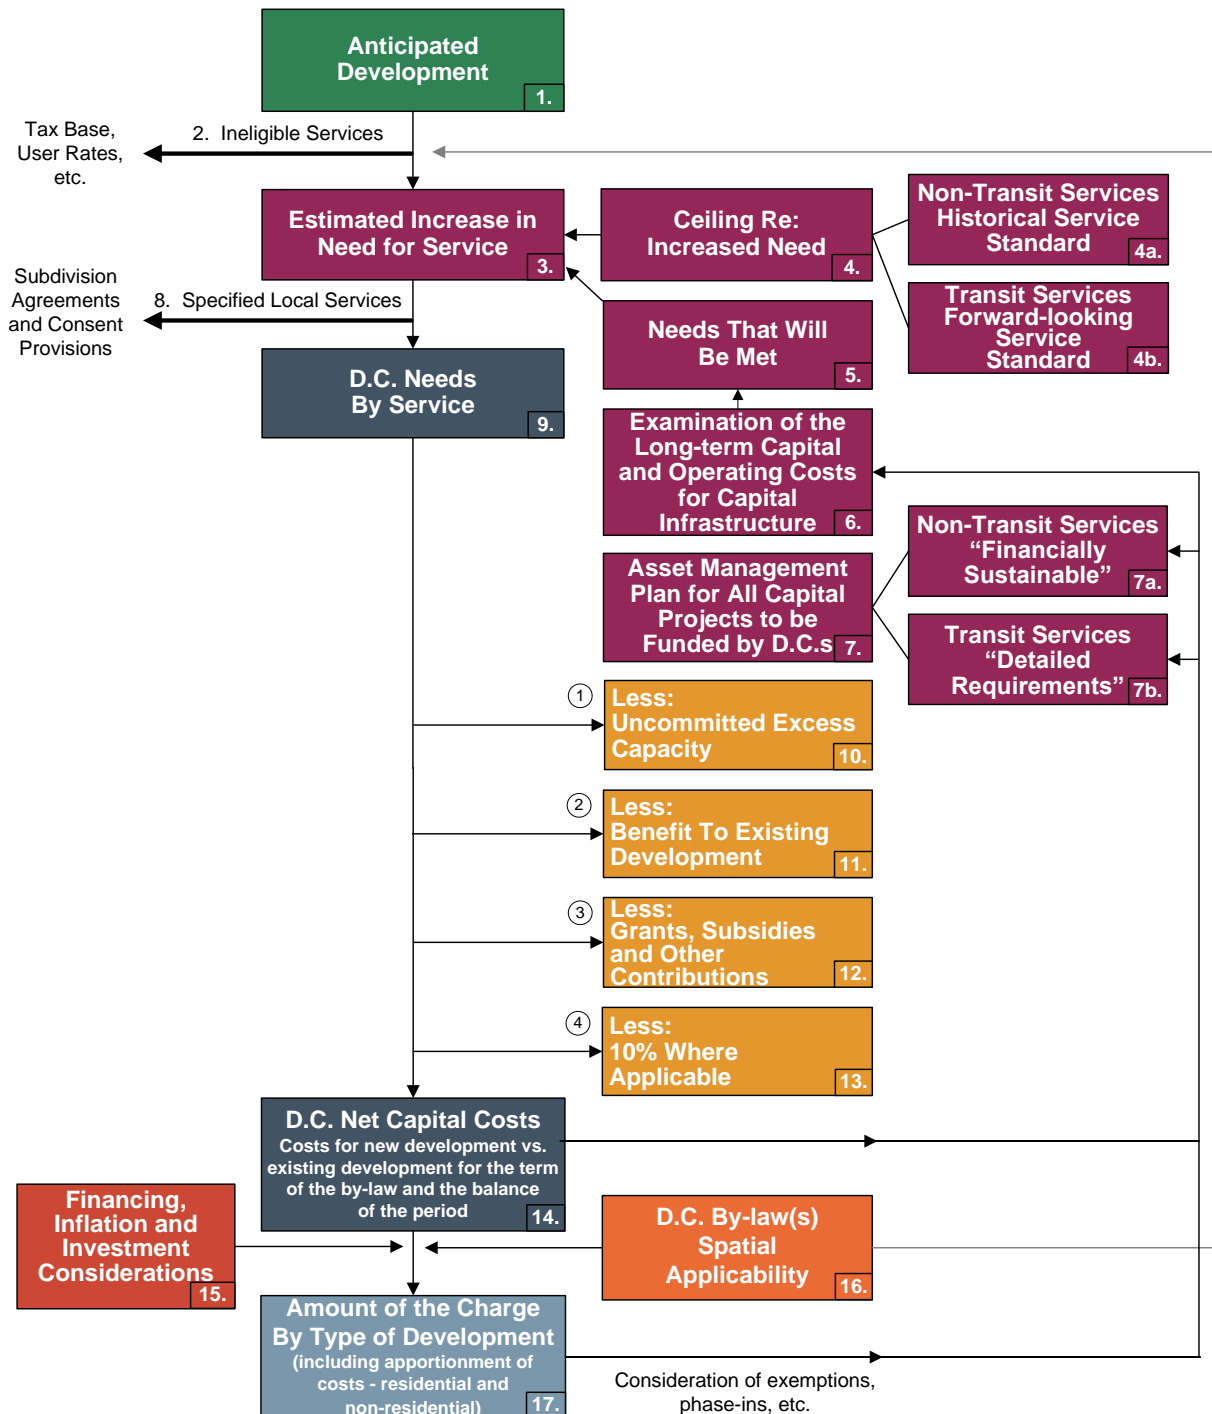 Anticipated
Development
1.
2.  Ineligible Services
Tax Base,
User Rates,
etc.
Estimated Increase in
Need for Service
3.
Ceiling Re:
Increased Need
4.
Non-Transit Services
Historical Service
Standard
4a.
Transit Services
Forward-looking
Service
Standard
4b.
Subdivision
Agreements
and Consent
Provisions
8.  Specified Local Services
Needs That Will
Be Met
5.
D.C. Needs
By Service
9.
Examination of the
Long-term Capital
and Operating Costs
for Capital
Infrastructure
6.
Non-Transit Services
“Financially
Sustainable”
7a.
Asset Management
Plan for All Capital
Projects to be
Funded by D.C.s
7.
Transit Services
“Detailed
Requirements”
7b.
1
Less:
Uncommitted Excess
Capacity
10.
2
Less:
Benefit To Existing
Development
11.
3
Less:
Grants, Subsidies
and Other
Contributions
12.
4
Less:
10% Where
Applicable
13.
D.C. Net Capital Costs
Costs for new development vs.
existing development for the term
of the by-law and the balance
of the period
14.
Financing,
Inflation and
Investment
Considerations
15.
D.C. By-law(s)
Spatial
Applicability
16.
Amount of the Charge
By Type of Development
(including apportionment of
costs - residential and
non-residential)
17.
Consideration of exemptions,
phase-ins, etc.